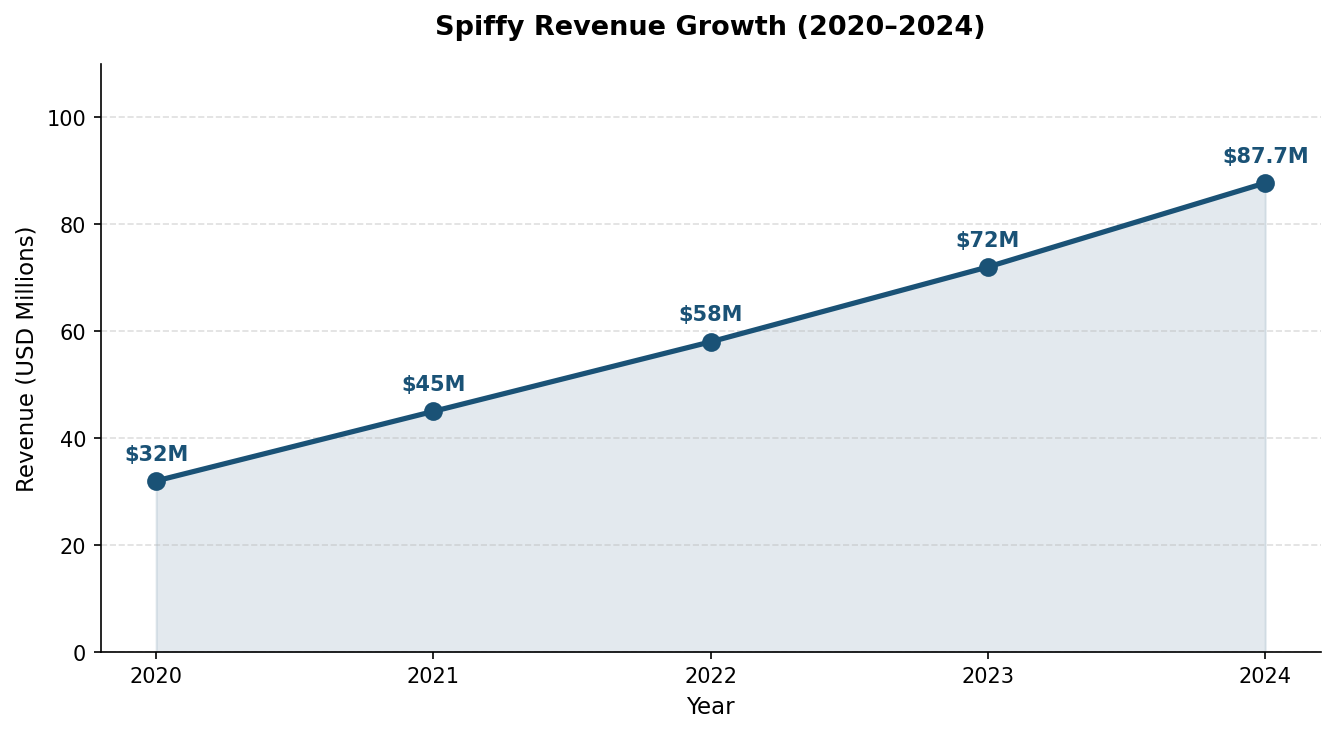 Spiffy Revenue Growth (2020–2024)
Revenue (USD Millions)
100
80
60
40
20
0
$32M
$45M
$58M
$72M
$87.7M
2020
2021
2022
2023
2024
Year